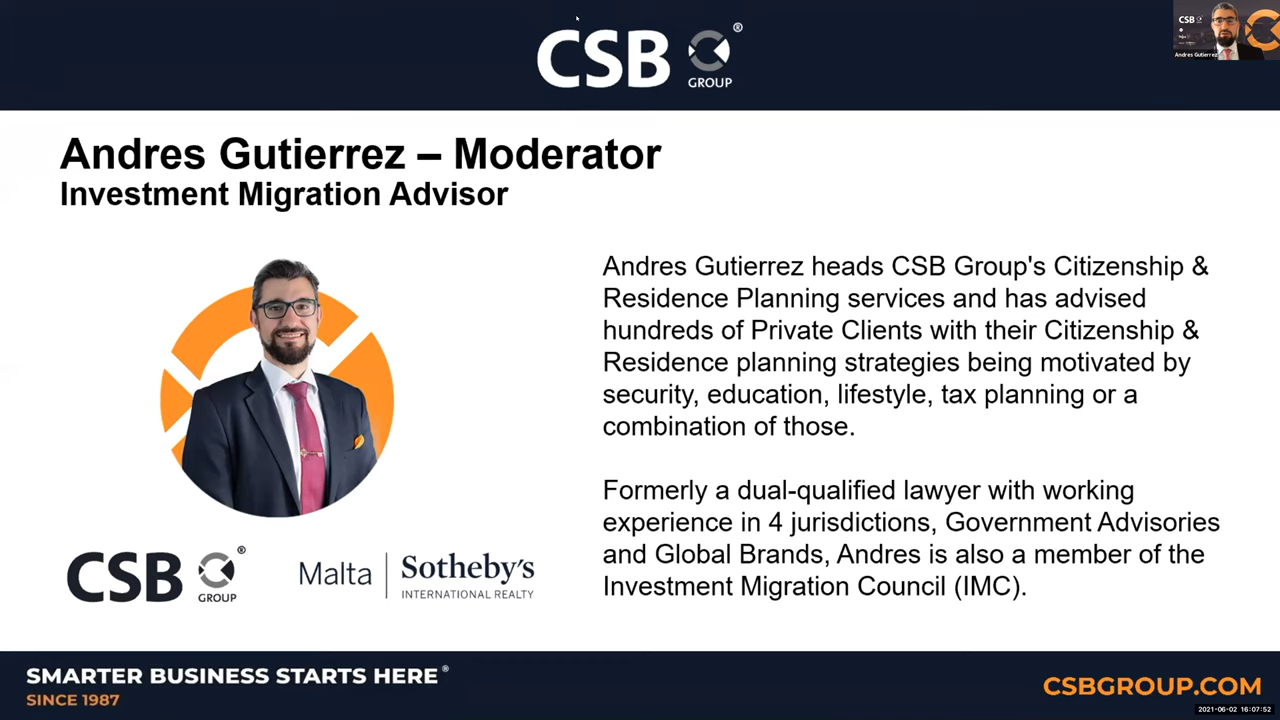 CSB GROUP ®
CSB
Andres Gutierrez
Andres Gutierrez – Moderator
Investment Migration Advisor
Andres Gutierrez heads CSB Group's Citizenship &
Residence Planning services and has advised
hundreds of Private Clients with their Citizenship &
Residence planning strategies being motivated by
security, education, lifestyle, tax planning or a
combination of those.
Formerly a dual-qualified lawyer with working
experience in 4 jurisdictions, Government Advisories
and Global Brands, Andres is also a member of the
Investment Migration Council (IMC).
CSB GROUP ®
Malta | Sotheby's
INTERNATIONAL REALTY
SMARTER BUSINESS STARTS HERE ®
SINCE 1987
CSBGROUP.COM
2021-06-02 16:07:52